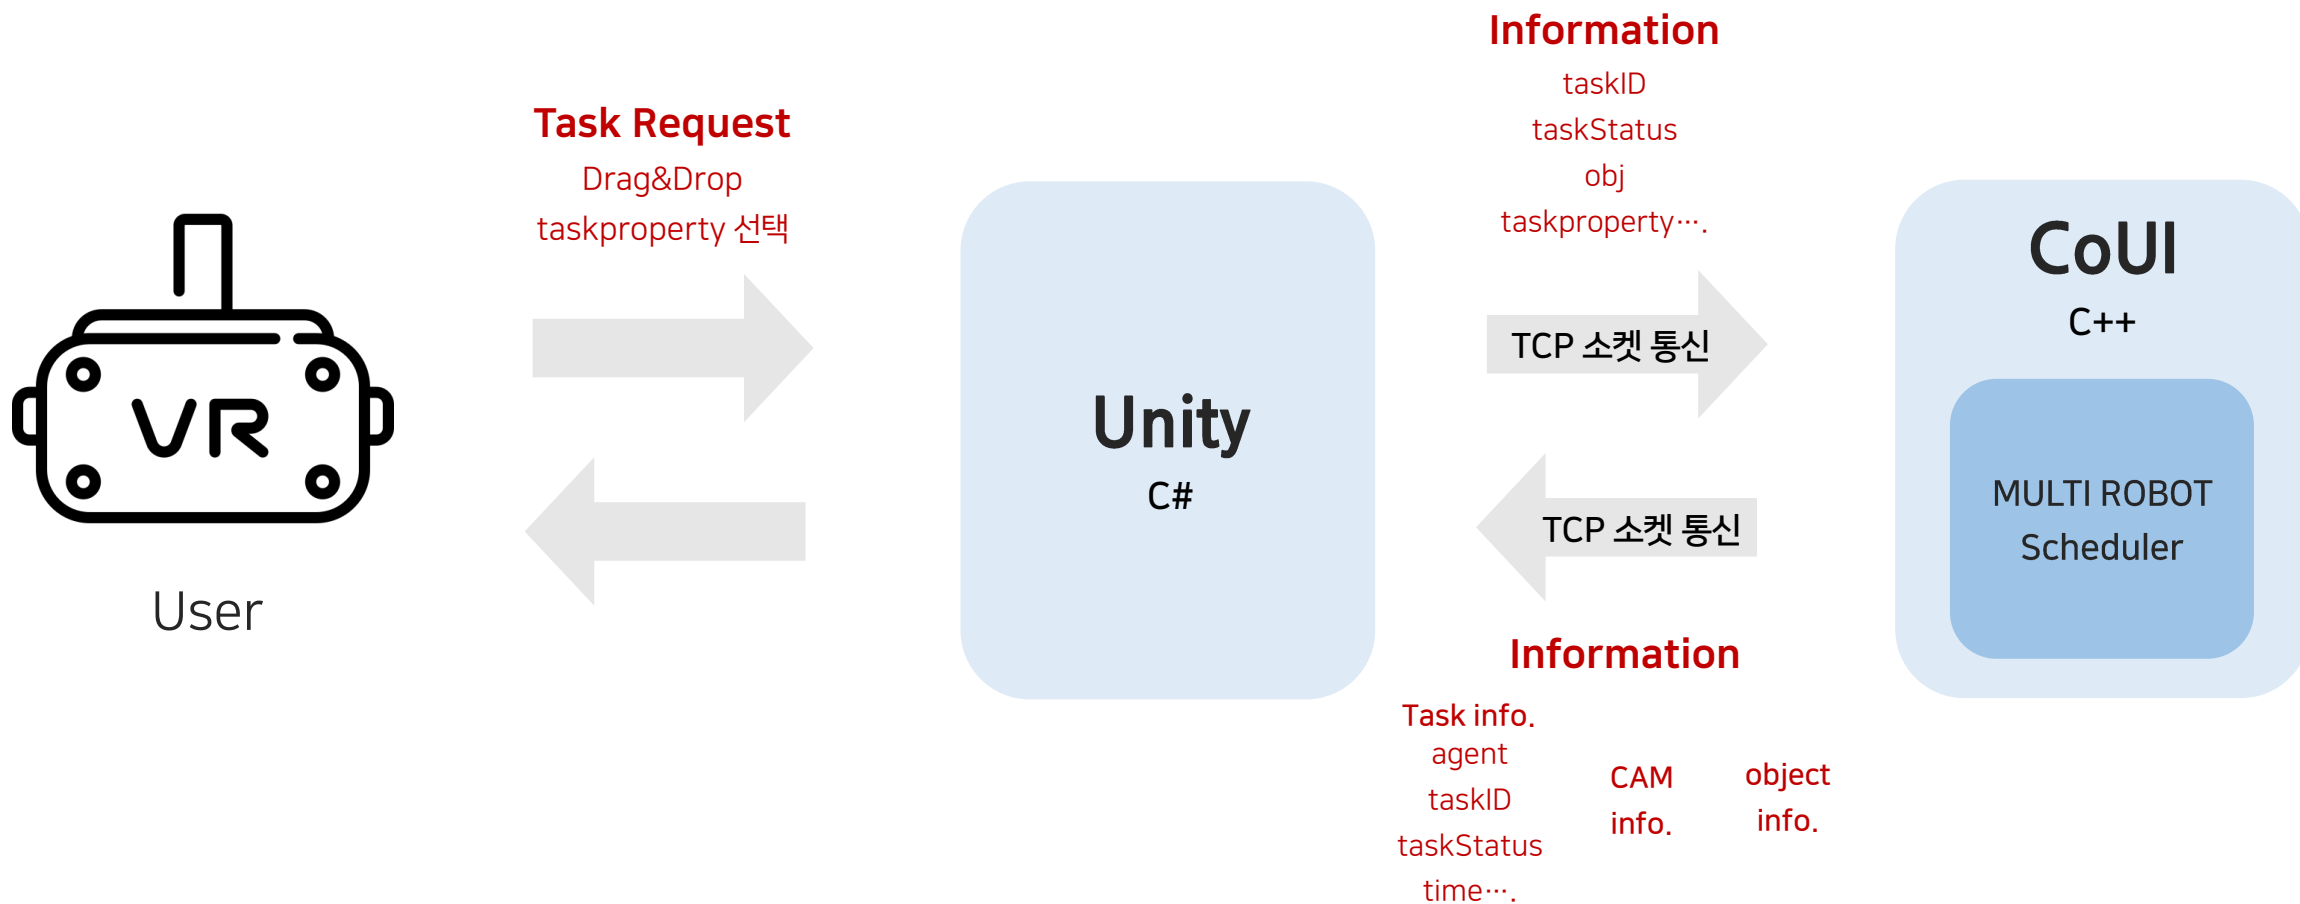 VR
User
Task Request
Drag&Drop
taskproperty 선택
Unity
C#
Information
taskID
taskStatus
obj
taskproperty….
TCP 소켓 통신
TCP 소켓 통신
Information
Task info.
agent
taskID
taskStatus
time….
CAM
info.
object
info.
CoUI
C++
MULTI ROBOT
Scheduler